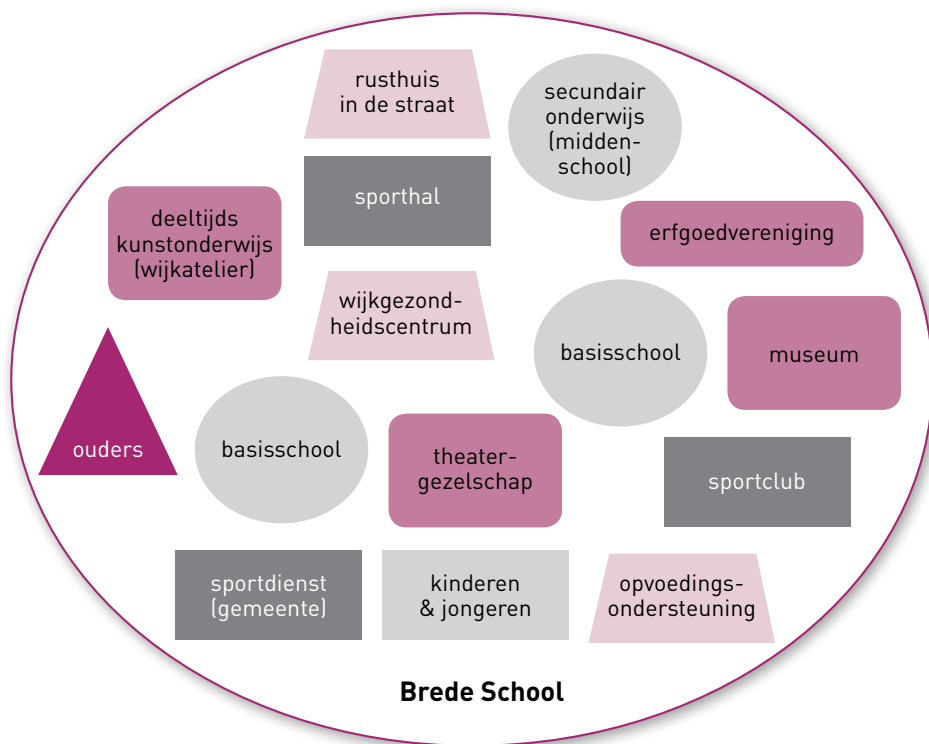 rusthuis
in de straat
secundair
onderwijs
(midden-
school)
sporthal
deeltijds
kunstonderwijs
(wijkatelier)
erfgoedvereniging
wijkgezond-
heidscentrum
basisschool
museum
ouders
basisschool
theater-
gezelschap
sportclub
sportdienst
(gemeente)
kinderen
& jongeren
opvoedings-
ondersteuning
Brede School